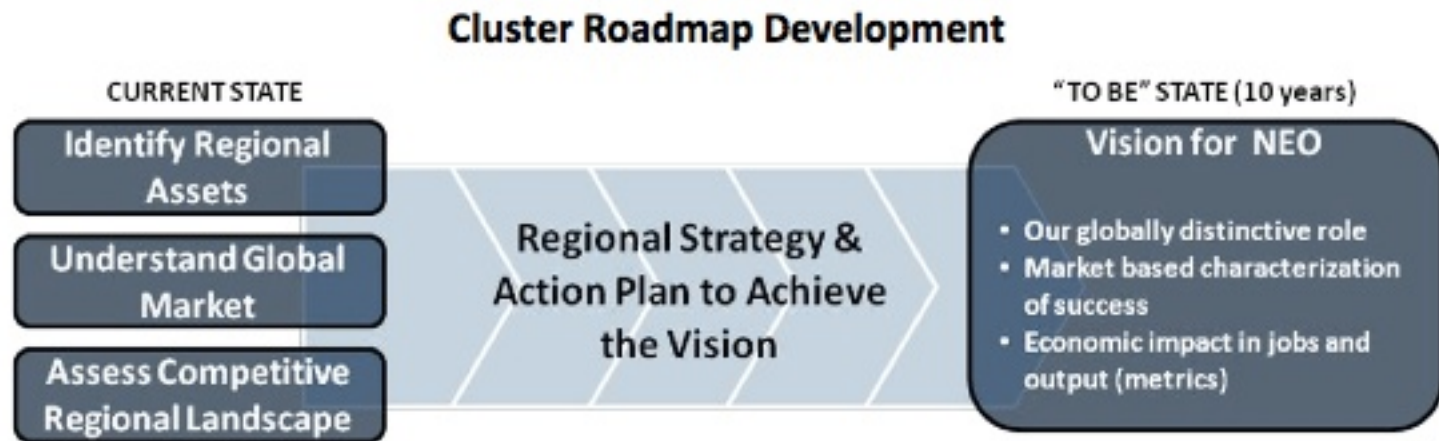 Cluster Roadmap Development
CURRENT STATE
Identify Regional
Assets
Understand Global
Market
Assess Competitive
Regional Landscape
Regional Strategy &
Action Plan to Achieve
the Vision
"TO BE" STATE (10 years)
Vision for NEO
• Our globally distinctive role
• Market based characterization
of success
• Economic impact in jobs and
output (metrics)